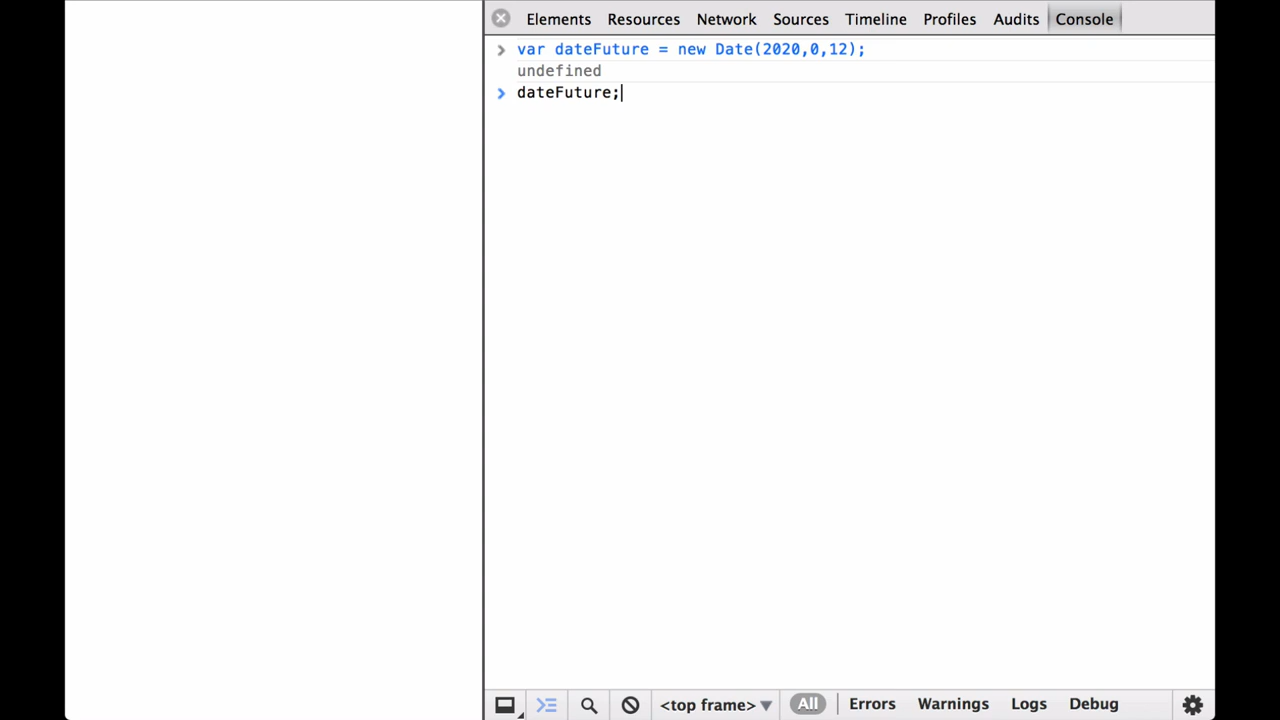 Elements Resources Network Sources Timeline Profiles Audits Console
> var dateFuture = new Date(2020,0,12);
undefined
> dateFuture;
<top frame> ▼ All Errors Warnings Logs Debug